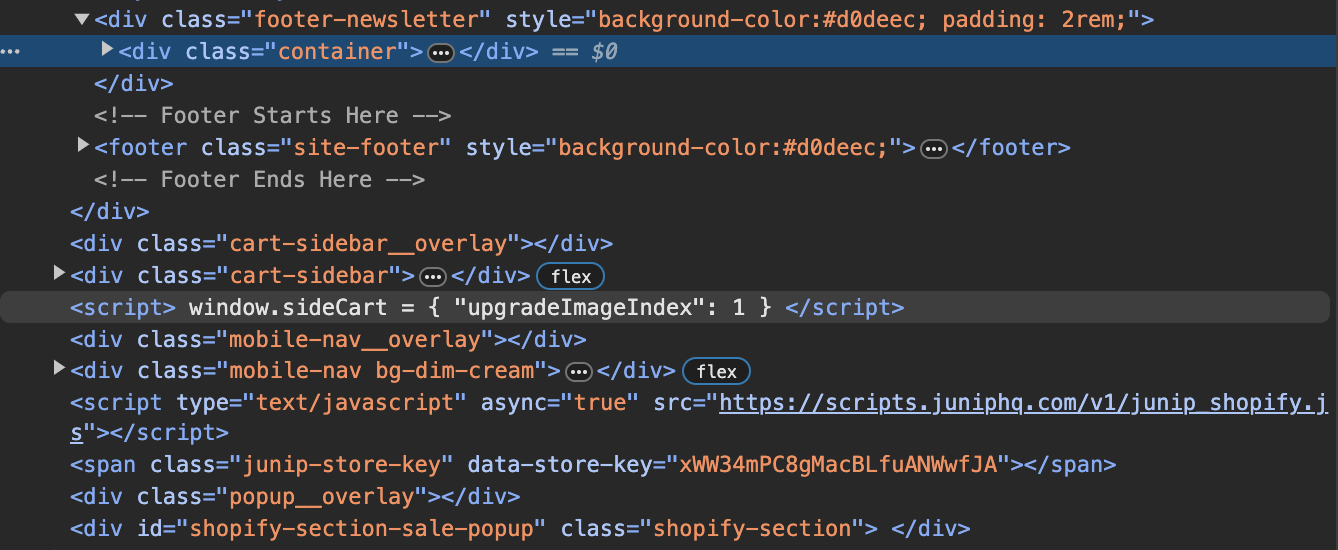 ▼<div class="footer-newsletter" style="background-color:#d0deec; padding: 2rem;">
… ▶<div class="container">…</div> == $0
</div>
<!-- Footer Starts Here -->
▶<footer class="site-footer" style="background-color:#d0deec;">…</footer>
<!-- Footer Ends Here -->
</div>
<div class="cart-sidebar__overlay"></div>
▶<div class="cart-sidebar">…</div> flex
<script> window.sideCart = { "upgradeImageIndex": 1 } </script>
<div class="mobile-nav__overlay"></div>
▶<div class="mobile-nav bg-dim-cream">…</div> flex
<script type="text/javascript" async="true" src="https://scripts.juniphq.com/v1/junip_shopify.j
s"></script>
<span class="junip-store-key" data-store-key="xWW34mPC8gMacBLfuANWwfJA"></span>
<div class="popup__overlay"></div>
<div id="shopify-section-sale-popup" class="shopify-section"> </div>